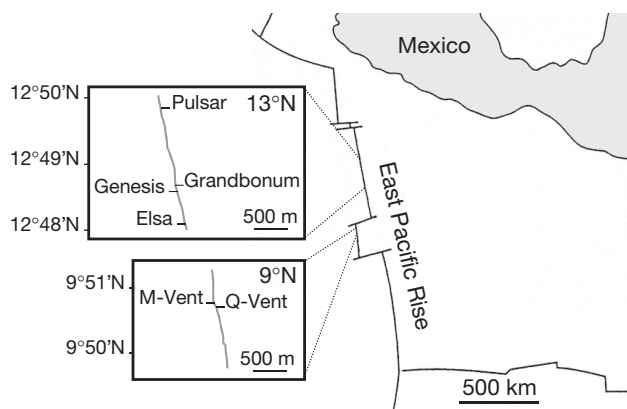 Mexico
12°50'N
Pulsar
13°N
12°49'N
Genesis
Grandbonum
12°48'N
Elsa
500 m
East Pacific Rise
9°N
9°51'N
M-Vent
Q-Vent
9°50'N
500 m
500 km